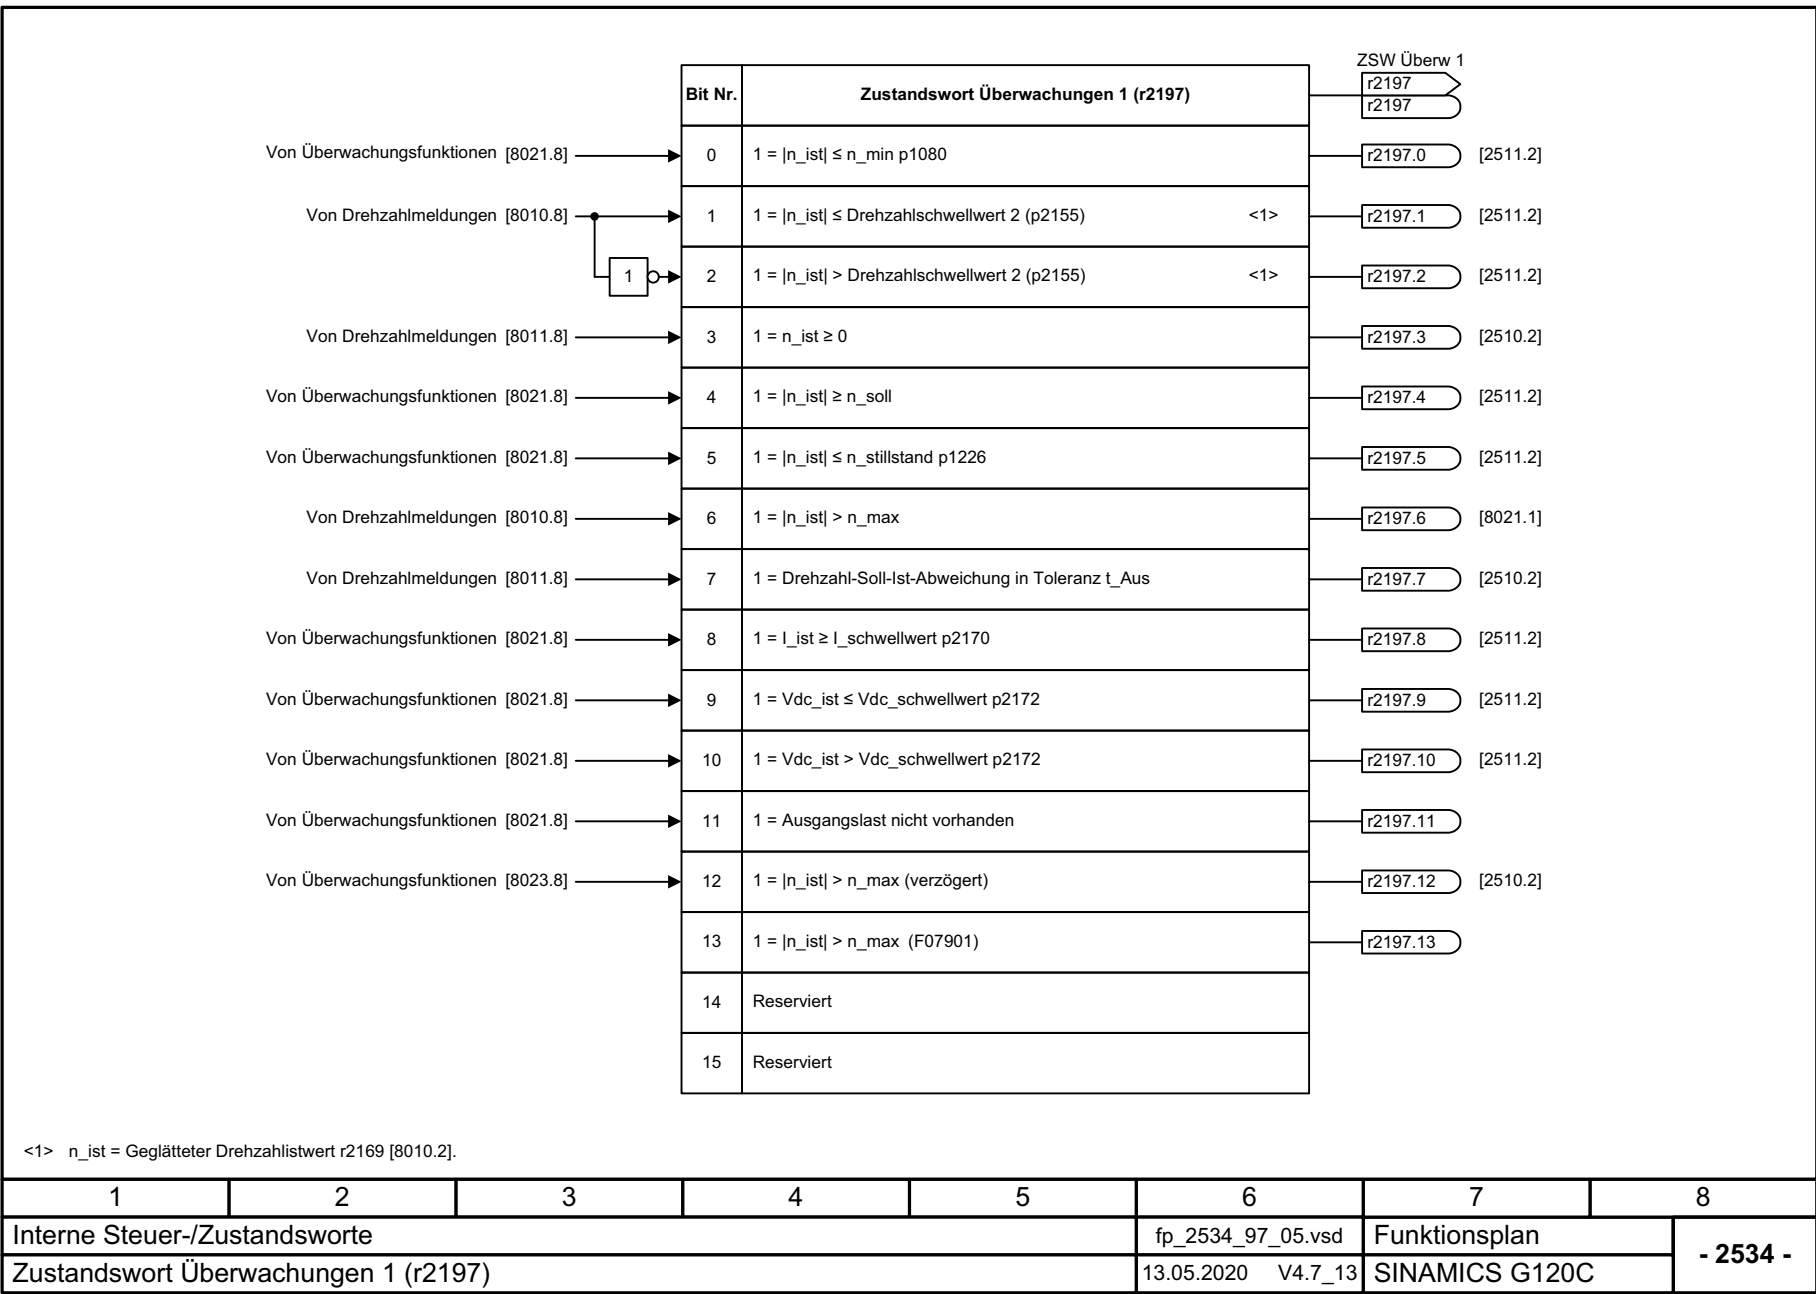 ZSW Überw 1
Bit Nr. Zustandswort Überwachungen 1 (r2197) r2197
r2197
Von Überwachungsfunktionen [8021.8] 0 1 = |n_ist| ≤ n_min p1080 r2197.0 [2511.2]
Von Drehzahlmeldungen [8010.8] 1 1 = |n_ist| ≤ Drehzahlschwellwert 2 (p2155) <1> r2197.1 [2511.2]
1 2 1 = |n_ist| > Drehzahlschwellwert 2 (p2155) <1> r2197.2 [2511.2]
Von Drehzahlmeldungen [8011.8] 3 1 = n_ist ≥ 0 r2197.3 [2510.2]
Von Überwachungsfunktionen [8021.8] 4 1 = |n_ist| ≥ n_soll r2197.4 [2511.2]
Von Überwachungsfunktionen [8021.8] 5 1 = |n_ist| ≤ n_stillstand p1226 r2197.5 [2511.2]
Von Drehzahlmeldungen [8010.8] 6 1 = |n_ist| > n_max r2197.6 [8021.1]
Von Drehzahlmeldungen [8011.8] 7 1 = Drehzahl-Soll-Ist-Abweichung in Toleranz t_Aus r2197.7 [2510.2]
Von Überwachungsfunktionen [8021.8] 8 1 = I_ist ≥ I_schwellwert p2170 r2197.8 [2511.2]
Von Überwachungsfunktionen [8021.8] 9 1 = Vdc_ist ≤ Vdc_schwellwert p2172 r2197.9 [2511.2]
Von Überwachungsfunktionen [8021.8] 10 1 = Vdc_ist > Vdc_schwellwert p2172 r2197.10 [2511.2]
Von Überwachungsfunktionen [8021.8] 11 1 = Ausgangslast nicht vorhanden r2197.11
Von Überwachungsfunktionen [8023.8] 12 1 = |n_ist| > n_max (verzögert) r2197.12 [2510.2]
13 1 = |n_ist| > n_max (F07901) r2197.13
14 Reserviert
15 Reserviert
<1> n_ist = Geglätteter Drehzahlistwert r2169 [8010.2].
1 2 3 4 5 6 7 8
Interne Steuer-/Zustandsworte fp_2534_97_05.vsd Funktionsplan - 2534 -
Zustandswort Überwachungen 1 (r2197) 13.05.2020 V4.7_13 SINAMICS G120C